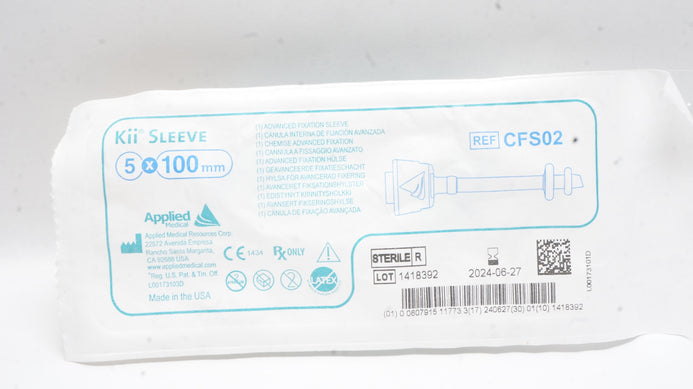 Kii® SLEEVE
5 x 100 mm
(1) ADVANCED FIXATION SLEEVE
(1) CÁNULA INTERNA DE FIJACIÓN AVANZADA
(1) CHEMISE ADVANCED FIXATION
(1) CANNULA A FISSAGGIO AVANZATO
(1) ADVANCED FIXATION HÜLSE
(1) GEAVANCEERDE FIXATIESCHACHT
(1) HYLSA FÖR AVANCERAD FIXERING
(1) AVANCERET FIKSATIONSHYLSTER
(1) EDISTYNYT KIINNITYSHOLKKI
(1) AVANSERT FIKSERINGSHYLSE
(1) CÂNULA DE FIXAÇÃO AVANÇADA
REF CFS02
Applied
Medical
Applied Medical Resources Corp.
22872 Avenida Empresa
Rancho Santa Margarita,
CA 92688 USA
www.appliedmedical.com
*Reg. U.S. Pat. & Tm. Off.
L00173103D
Made in the USA
CE 1434
Rx ONLY
LATEX
STERILE R
LOT 1418392
2024-06-27
L00173101D
(01) 0 0607915 11773 3(17) 240627(30) 01(10) 1418392